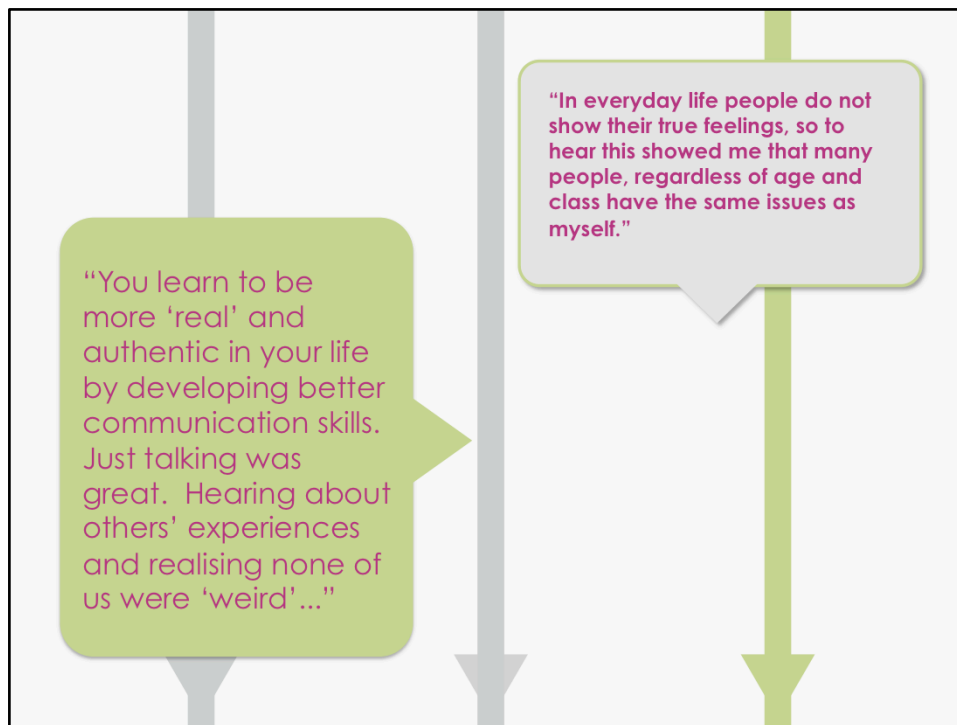 “In everyday life people do not
show their true feelings, so to
hear this showed me that many
people, regardless of age and
class have the same issues as
myself.”
“You learn to be
more ‘real’ and
authentic in your life
by developing better
communication skills.
Just talking was
great.  Hearing about
others’ experiences
and realising none of
us were ‘weird’...”